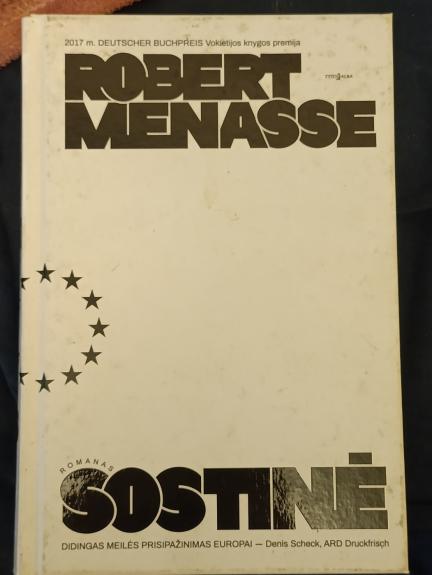 2017 m. DEUTSCHER BUCHPREIS Vokietijos knygos premija
ROBERT
MENASSE
ROMANAS
SOSTINĖ
DIDINGAS MEILĖS PRISIPAŽINIMAS EUROPAI — Denis Scheck, ARD Druckfrisch